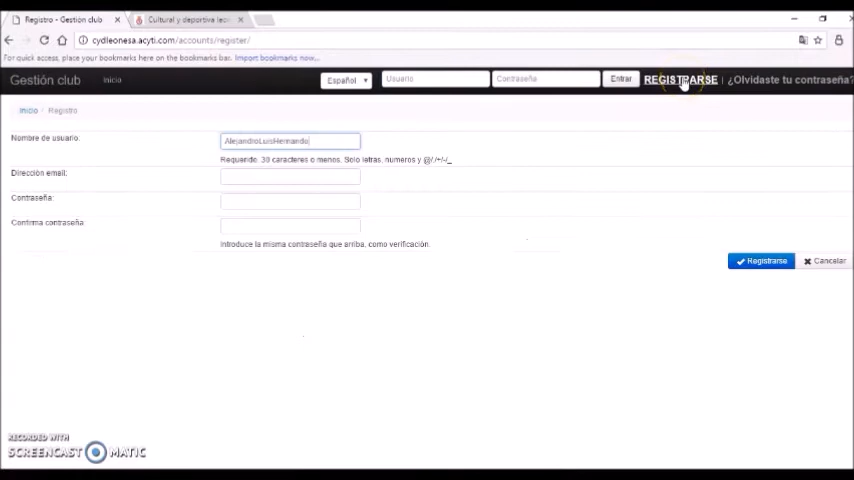 Registro - Gestión club
Cultural y deportiva leo
cydleonesa.acyti.com/accounts/register/
For quick access, place your bookmarks here on the bookmarks bar. Import bookmarks now...
Gestión club Inicio Español Usuario Contraseña Entrar REGISTRARSE | ¿Olvidaste tu contraseña?
Inicio / Registro
Nombre de usuario: AlejandroLuisHernando
Requerido. 30 caracteres o menos. Solo letras, numeros y @/./+/-/_
Dirección email:
Contraseña:
Confirma contraseña:
Introduce la misma contraseña que arriba, como verificación.
Registrarse Cancelar
RECORDED WITH
SCREENCAST MATIC